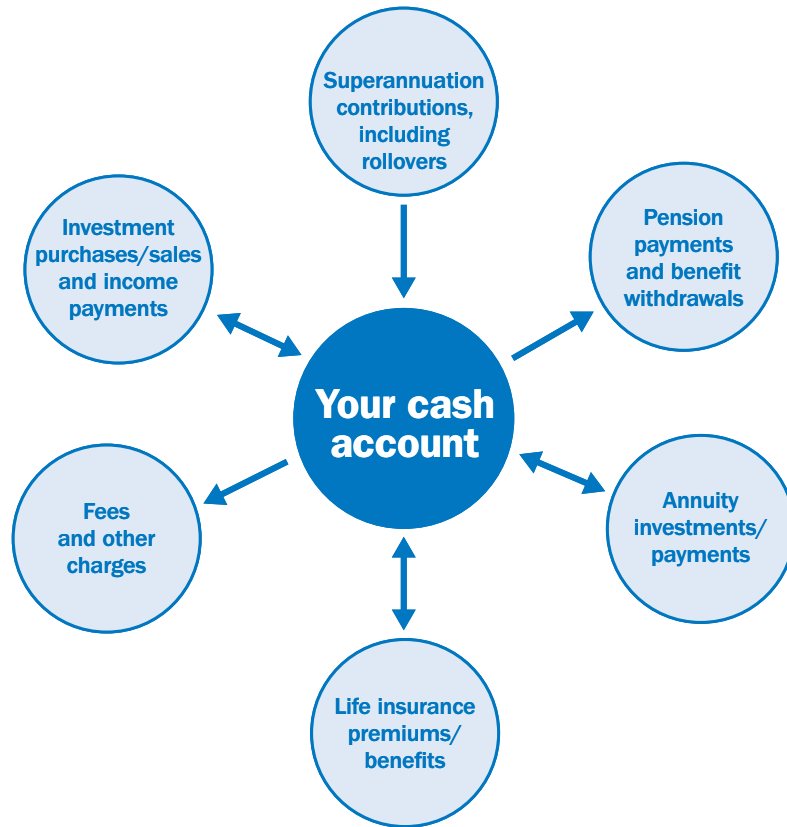 Superannuation
contributions,
including
rollovers
Pension
payments
and benefit
withdrawals
Annuity
investments/
payments
Life insurance
premiums/
benefits
Fees
and other
charges
Investment
purchases/sales
and income
payments
Your cash
account